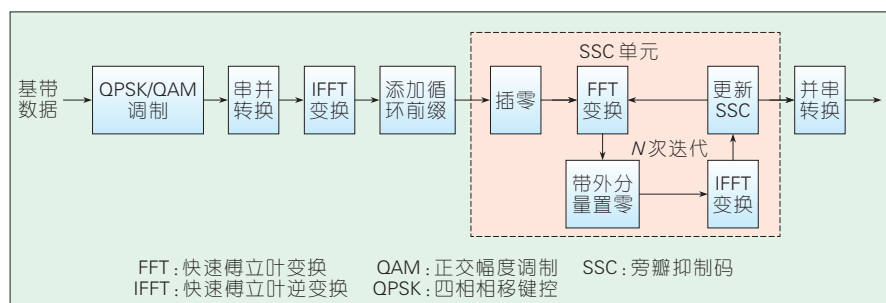 SSC单元
基带
数据
QPSK/QAM
调制
串并
转换
IFFT
变换
添加循
环前缀
插零
FFT
变换
更新
SSC
并串
转换
N次迭代
带外分
量置零
IFFT
变换
FFT:快速傅立叶变换 QAM:正交幅度调制 SSC:旁瓣抑制码
IFFT:快速傅立叶逆变换 QPSK:四相相移键控